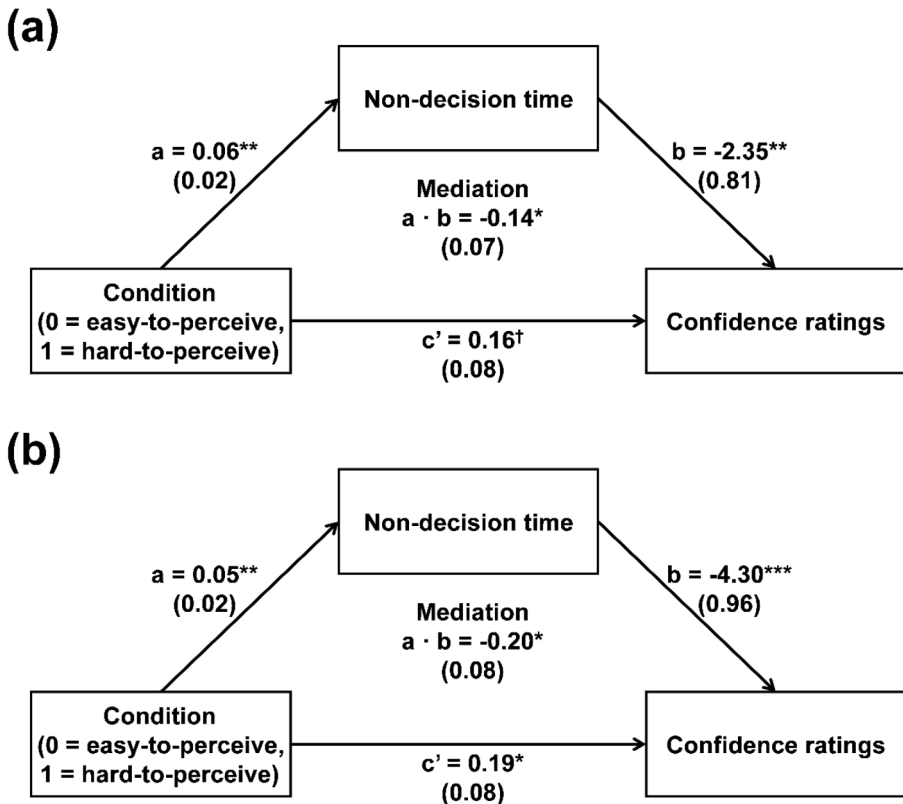 (a)
Non-decision time
a = 0.06**
(0.02)
b = -2.35**
(0.81)
Mediation
a · b = -0.14*
(0.07)
Condition
(0 = easy-to-perceive,
1 = hard-to-perceive)
c’ = 0.16†
(0.08)
Confidence ratings
(b)
Non-decision time
a = 0.05**
(0.02)
b = -4.30***
(0.96)
Mediation
a · b = -0.20*
(0.08)
Condition
(0 = easy-to-perceive,
1 = hard-to-perceive)
c’ = 0.19*
(0.08)
Confidence ratings